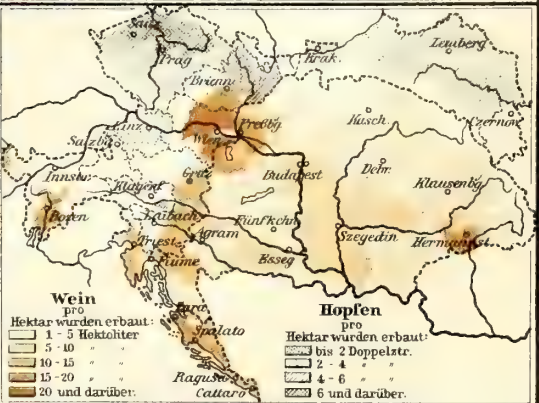 Saaz
Prag
Krak.
Lemberg
Brünn
Linz
Wien
Preßbg
Kasch.
Czernow.
Salzbg
Innsbr.
Klagenf.
Graz
Budapest
Debr.
Klausenbg
Bozen
Laibach
Fünfkchn.
Triest
Agram
Szegedin
Hermannst.
Fiume
Esseg
Zara
Spalato
Ragusa
Cattaro
Wein
pro
Hektar wurden erbaut:
1 - 5 Hektoliter
5 - 10 " "
10 - 15 " "
15 - 20 " "
20 und darüber.
Hopfen
pro
Hektar wurden erbaut:
bis 2 Doppelztr.
2 - 4 " "
4 - 6 " "
6 und darüber.